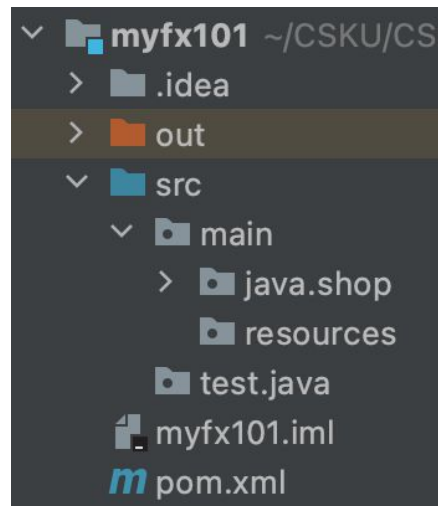 myfx101 ~/CSKU/CS
.idea
out
src
main
java.shop
resources
test.java
myfx101.iml
pom.xml